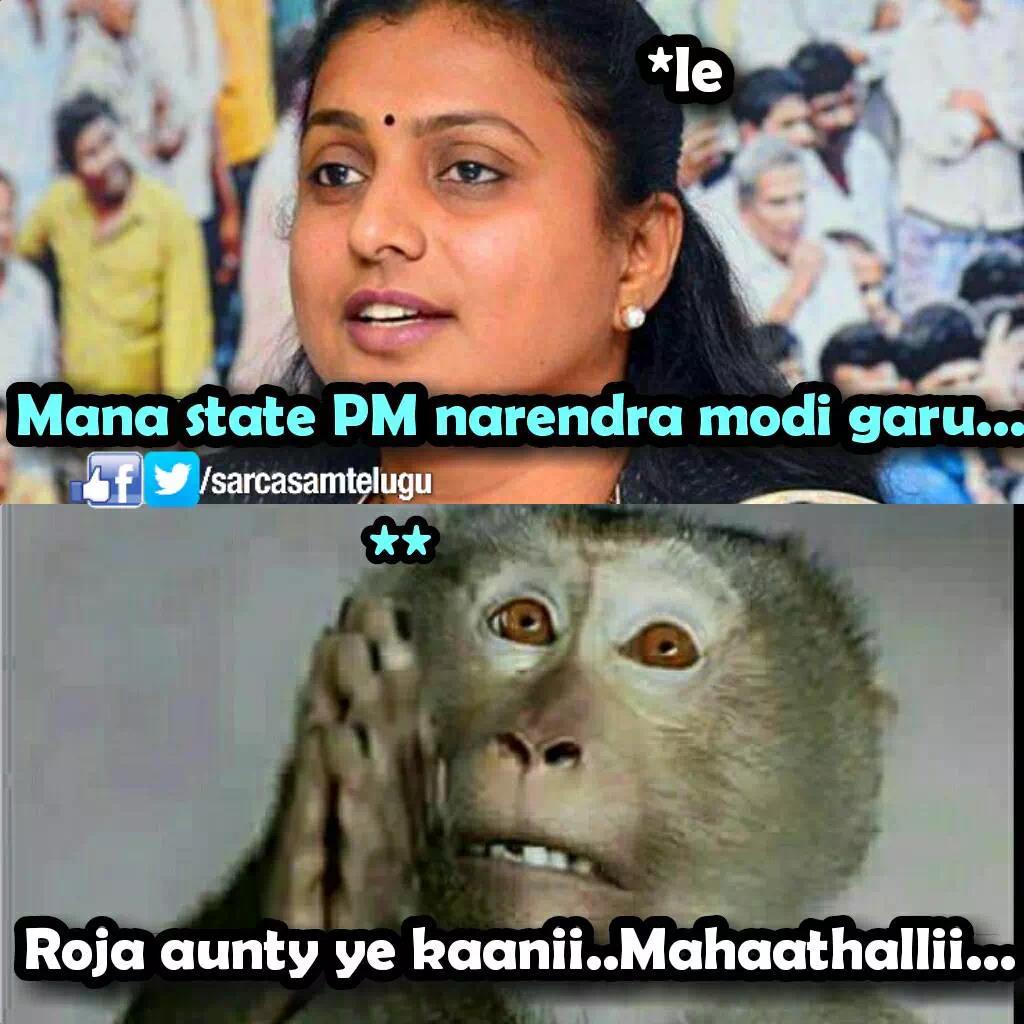 *le
Mana state PM narendra modi garu...
f /sarcasamtelugu
**
Roja aunty ye kaanii..Mahaathallii...